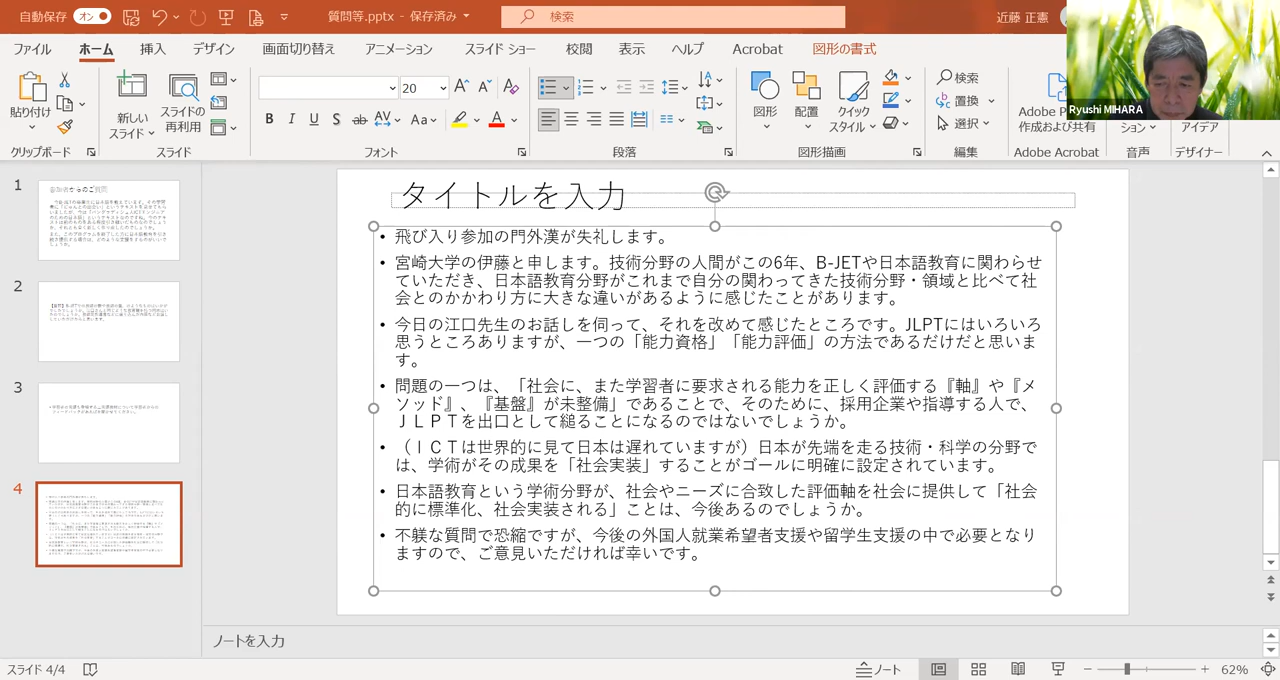 自動保存 オン 質問等.pptx - 保存済み 検索 近藤 正憲
ファイル ホーム 挿入 デザイン 画面切り替え アニメーション スライド ショー 校閲 表示 ヘルプ Acrobat 図形の書式
Ryushi MIHARA
貼り付け 新しい スライド スライドの 再利用 20 図形 配置 クイック スタイル 検索 置換 選択 Adobe P 作成および共有 ション アイデア
クリップボード スライド フォント 段落 図形描画 編集 Adobe Acrobat 音声 デザイナー
1
2
3
4
タイトルを入力
• 飛び入り参加の門外漢が失礼します。
• 宮崎大学の伊藤と申します。技術分野の人間がこの6年、B-JETや日本語教育に関わらせ
ていただき、日本語教育分野がこれまで自分の関わってきた技術分野・領域と比べて社
会とのかかわり方に大きな違いがあるように感じたことがあります。
• 今日の江口先生のお話しを伺って、それを改めて感じたところです。JLPTにはいろいろ
思うところありますが、一つの「能力資格」「能力評価」の方法であるだけだと思いま
す。
• 問題の一つは、「社会に、また学習者に要求される能力を正しく評価する『軸』や『メ
ソッド』、『基盤』が未整備」であることで、そのために、採用企業や指導する人で、
ＪＬＰＴを出口として縋ることになるのではないでしょうか。
• （ＩＣＴは世界的に見て日本は遅れていますが）日本が先端を走る技術・科学の分野で
は、学術がその成果を「社会実装」することがゴールに明確に設定されています。
• 日本語教育という学術分野が、社会やニーズに合致した評価軸を社会に提供して「社会
的に標準化、社会実装される」ことは、今後あるのでしょうか。
• 不躾な質問で恐縮ですが、今後の外国人就業希望者支援や留学生支援の中で必要となり
ますので、ご意見いただければ幸いです。
ノートを入力
スライド 4/4 ノート 62%